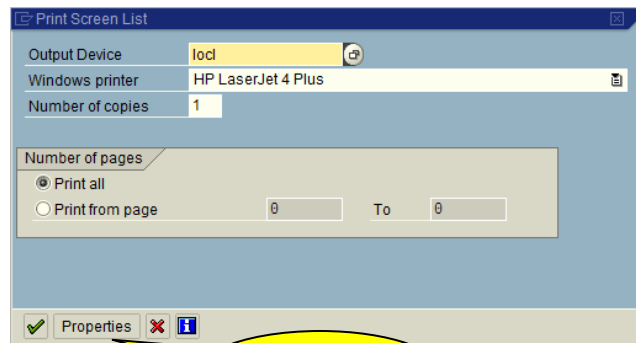 Print Screen List
Output Device locl
Windows printer HP LaserJet 4 Plus
Number of copies 1
Number of pages
Print all
Print from page 0 To 0
Properties